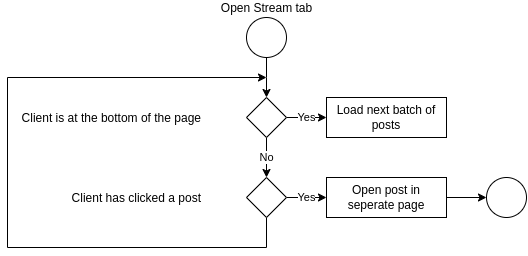 Open Stream tab
Client is at the bottom of the page
Yes
Load next batch of
posts
No
Client has clicked a post
Yes
Open post in
seperate page